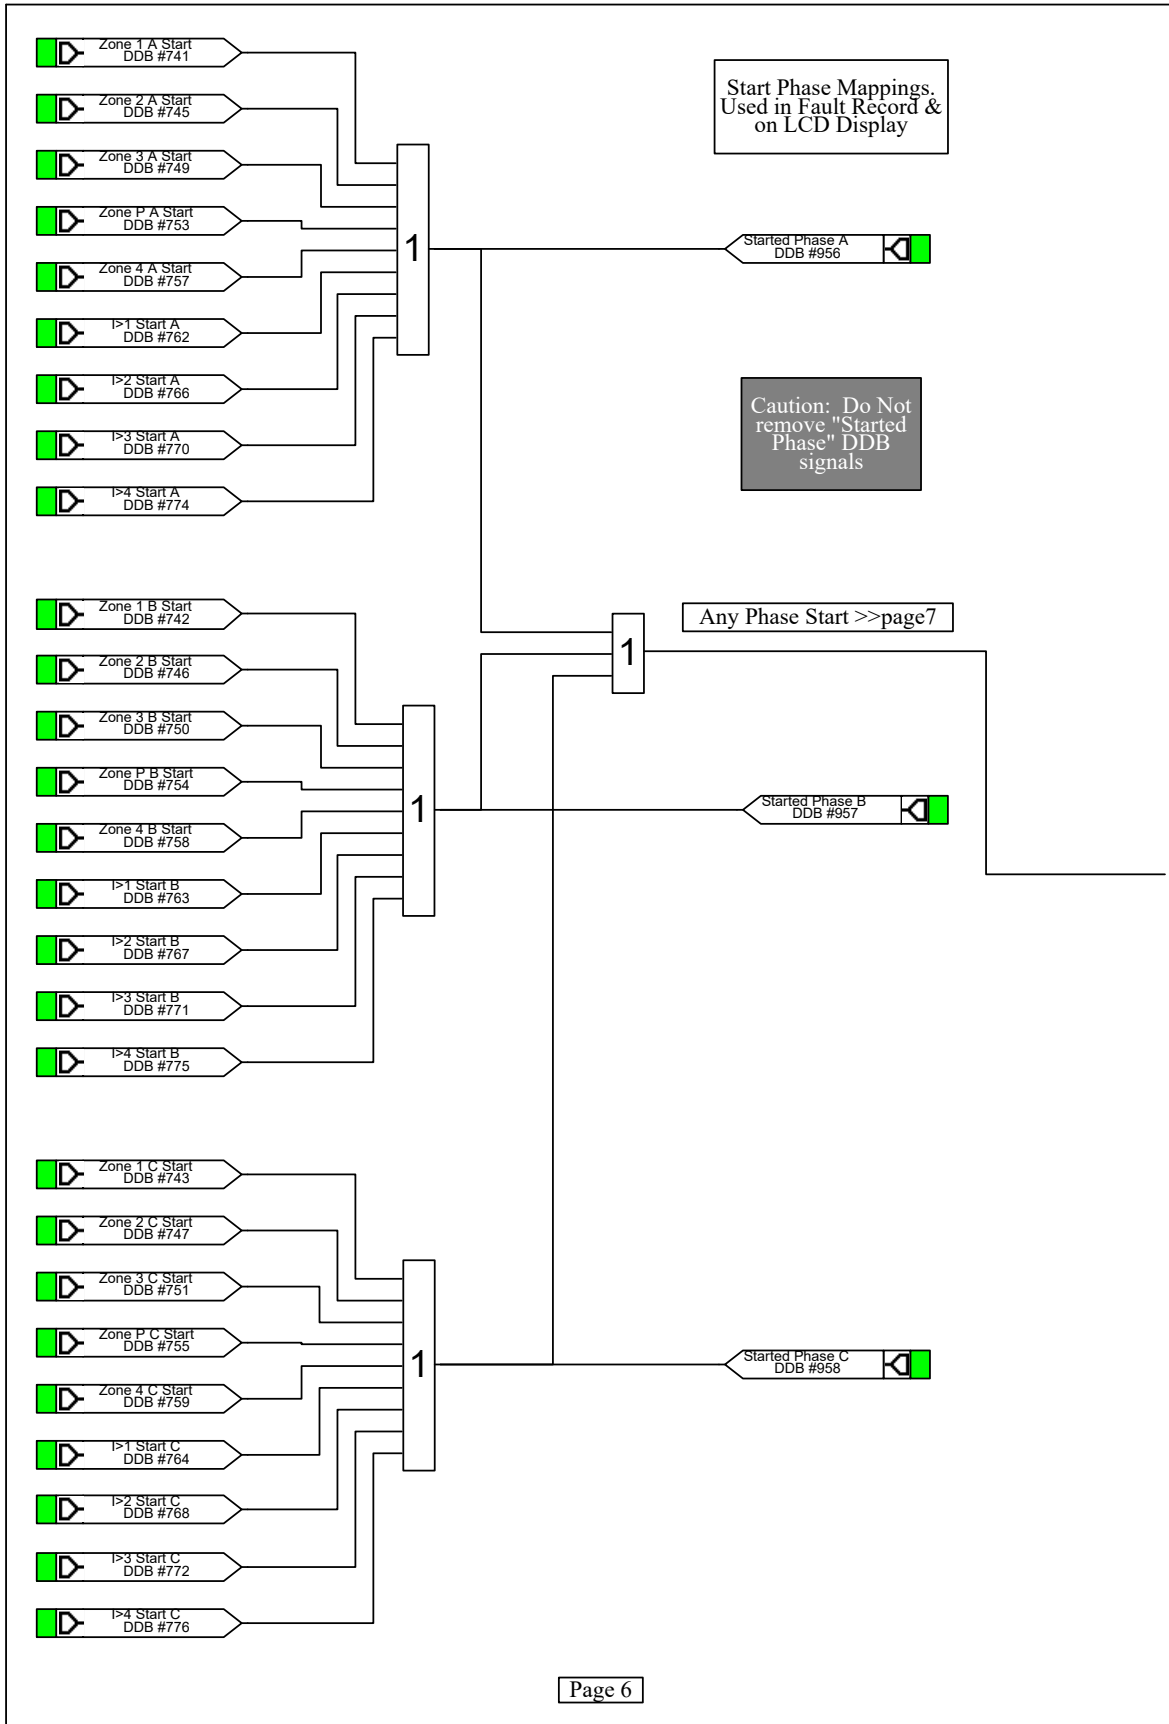 Zone 1 A Start
DDB #741
Zone 2 A Start
DDB #745
Zone 3 A Start
DDB #749
Zone P A Start
DDB #753
Zone 4 A Start
DDB #757
I>1 Start A
DDB #762
I>2 Start A
DDB #766
I>3 Start A
DDB #770
I>4 Start A
DDB #774
1
Start Phase Mappings.
Used in Fault Record &
on LCD Display
Started Phase A
DDB #956
Caution:  Do Not
remove "Started
Phase" DDB
signals
Zone 1 B Start
DDB #742
Zone 2 B Start
DDB #746
Zone 3 B Start
DDB #750
Zone P B Start
DDB #754
Zone 4 B Start
DDB #758
I>1 Start B
DDB #763
I>2 Start B
DDB #767
I>3 Start B
DDB #771
I>4 Start B
DDB #775
1
1
Any Phase Start >>page7
Started Phase B
DDB #957
Zone 1 C Start
DDB #743
Zone 2 C Start
DDB #747
Zone 3 C Start
DDB #751
Zone P C Start
DDB #755
Zone 4 C Start
DDB #759
I>1 Start C
DDB #764
I>2 Start C
DDB #768
I>3 Start C
DDB #772
I>4 Start C
DDB #776
1
Started Phase C
DDB #958
Page 6